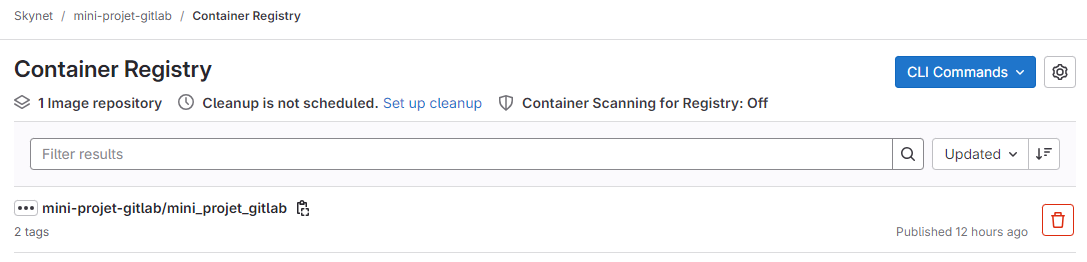 Skynet / mini-projet-gitlab / Container Registry
Container Registry
CLI Commands
1 Image repository Cleanup is not scheduled. Set up cleanup Container Scanning for Registry: Off
Filter results Updated
mini-projet-gitlab/mini_projet_gitlab
2 tags Published 12 hours ago